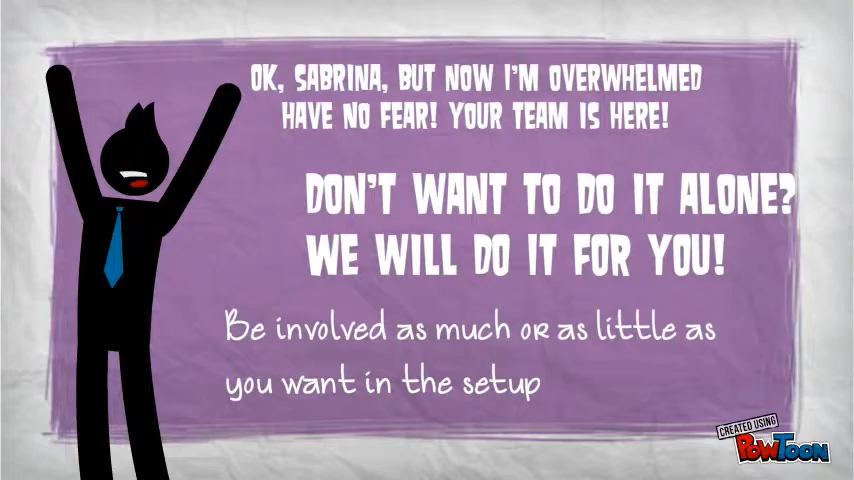 OK, SABRINA, BUT NOW I'M OVERWHELMED
HAVE NO FEAR! YOUR TEAM IS HERE!
DON'T WANT TO DO IT ALONE?
WE WILL DO IT FOR YOU!
Be involved as much or as little as
you want in the setup
CREATED USING
POWTOON